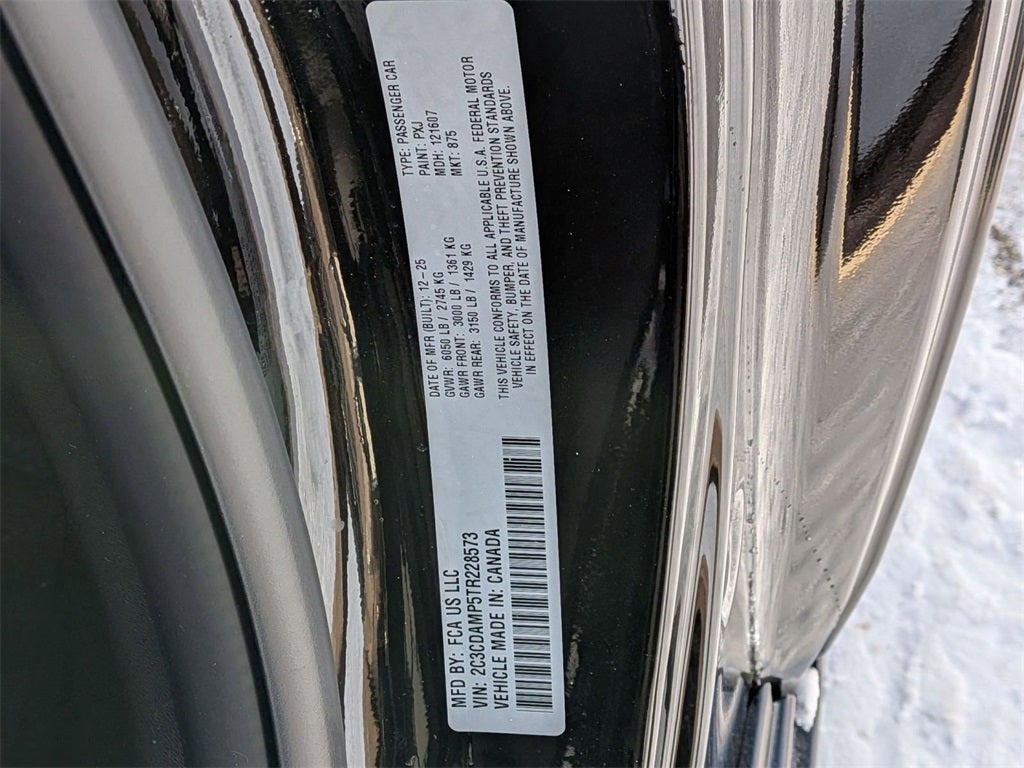 MFD BY: FCA US LLC
VIN: 2C3CDAMP5TR228573
VEHICLE MADE IN: CANADA
DATE OF MFR (BUILT): 12-25
GVWR: 6050 LB / 2745 KG
GAWR FRONT: 3000 LB / 1361 KG
GAWR REAR: 3150 LB / 1429 KG
TYPE: PASSENGER CAR
PAINT: PXJ
MDH: 121607
MKT: 875
THIS VEHICLE CONFORMS TO ALL APPLICABLE U.S.A. FEDERAL MOTOR
VEHICLE SAFETY, BUMPER, AND THEFT PREVENTION STANDARDS
IN EFFECT ON THE DATE OF MANUFACTURE SHOWN ABOVE.